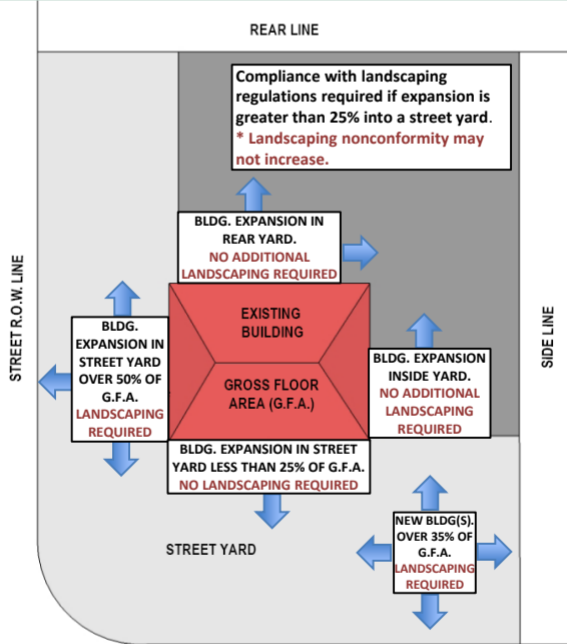 REAR LINE
Compliance with landscaping
regulations required if expansion is
greater than 25% into a street yard.
* Landscaping nonconformity may
not increase.
BLDG. EXPANSION IN
REAR YARD.
NO ADDITIONAL
LANDSCAPING REQUIRED
STREET R.O.W. LINE
BLDG.
EXPANSION IN
STREET YARD
OVER 50% OF
G.F.A.
LANDSCAPING
REQUIRED
EXISTING
BUILDING
GROSS FLOOR
AREA (G.F.A.)
BLDG. EXPANSION
INSIDE YARD.
NO ADDITIONAL
LANDSCAPING
REQUIRED
SIDE LINE
BLDG. EXPANSION IN STREET
YARD LESS THAN 25% OF G.F.A.
NO LANDSCAPING REQUIRED
STREET YARD
NEW BLDG(S).
OVER 35% OF
G.F.A.
LANDSCAPING
REQUIRED